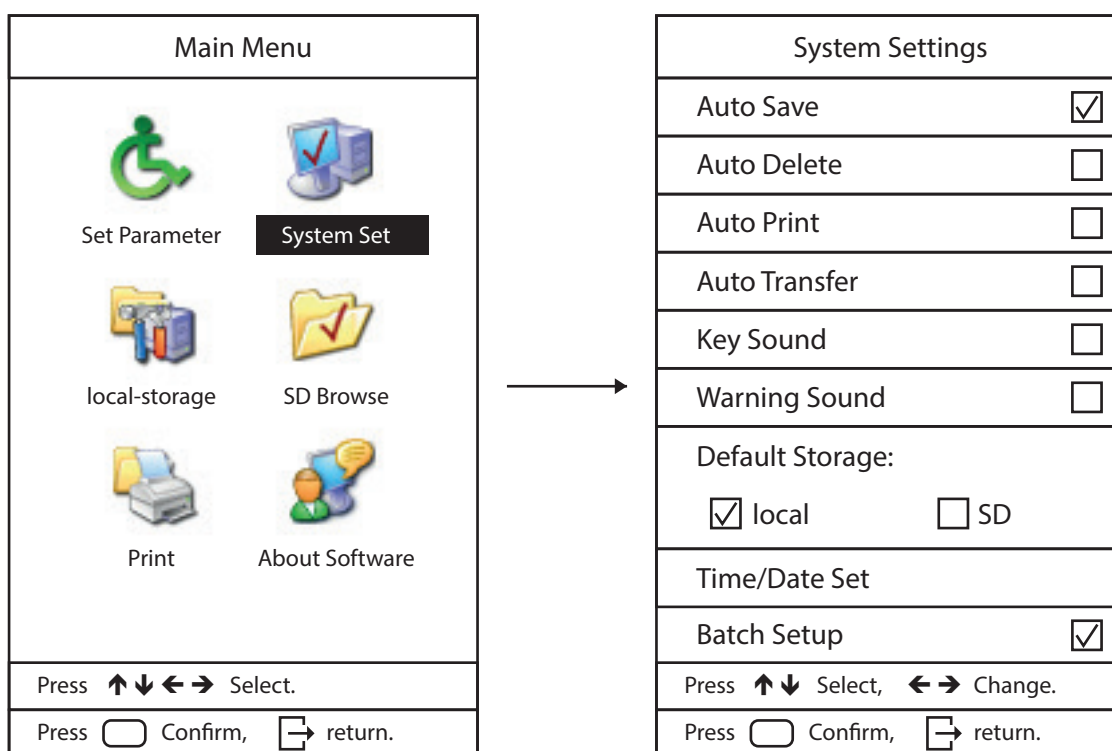 Main Menu
Set Parameter
System Set
local-storage
SD Browse
Print
About Software
Press ↑ ↓ ← → Select.
Press Confirm, return.
System Settings
Auto Save
Auto Delete
Auto Print
Auto Transfer
Key Sound
Warning Sound
Default Storage:
local SD
Time/Date Set
Batch Setup
Press ↑ ↓ Select, ← → Change.
Press Confirm, return.